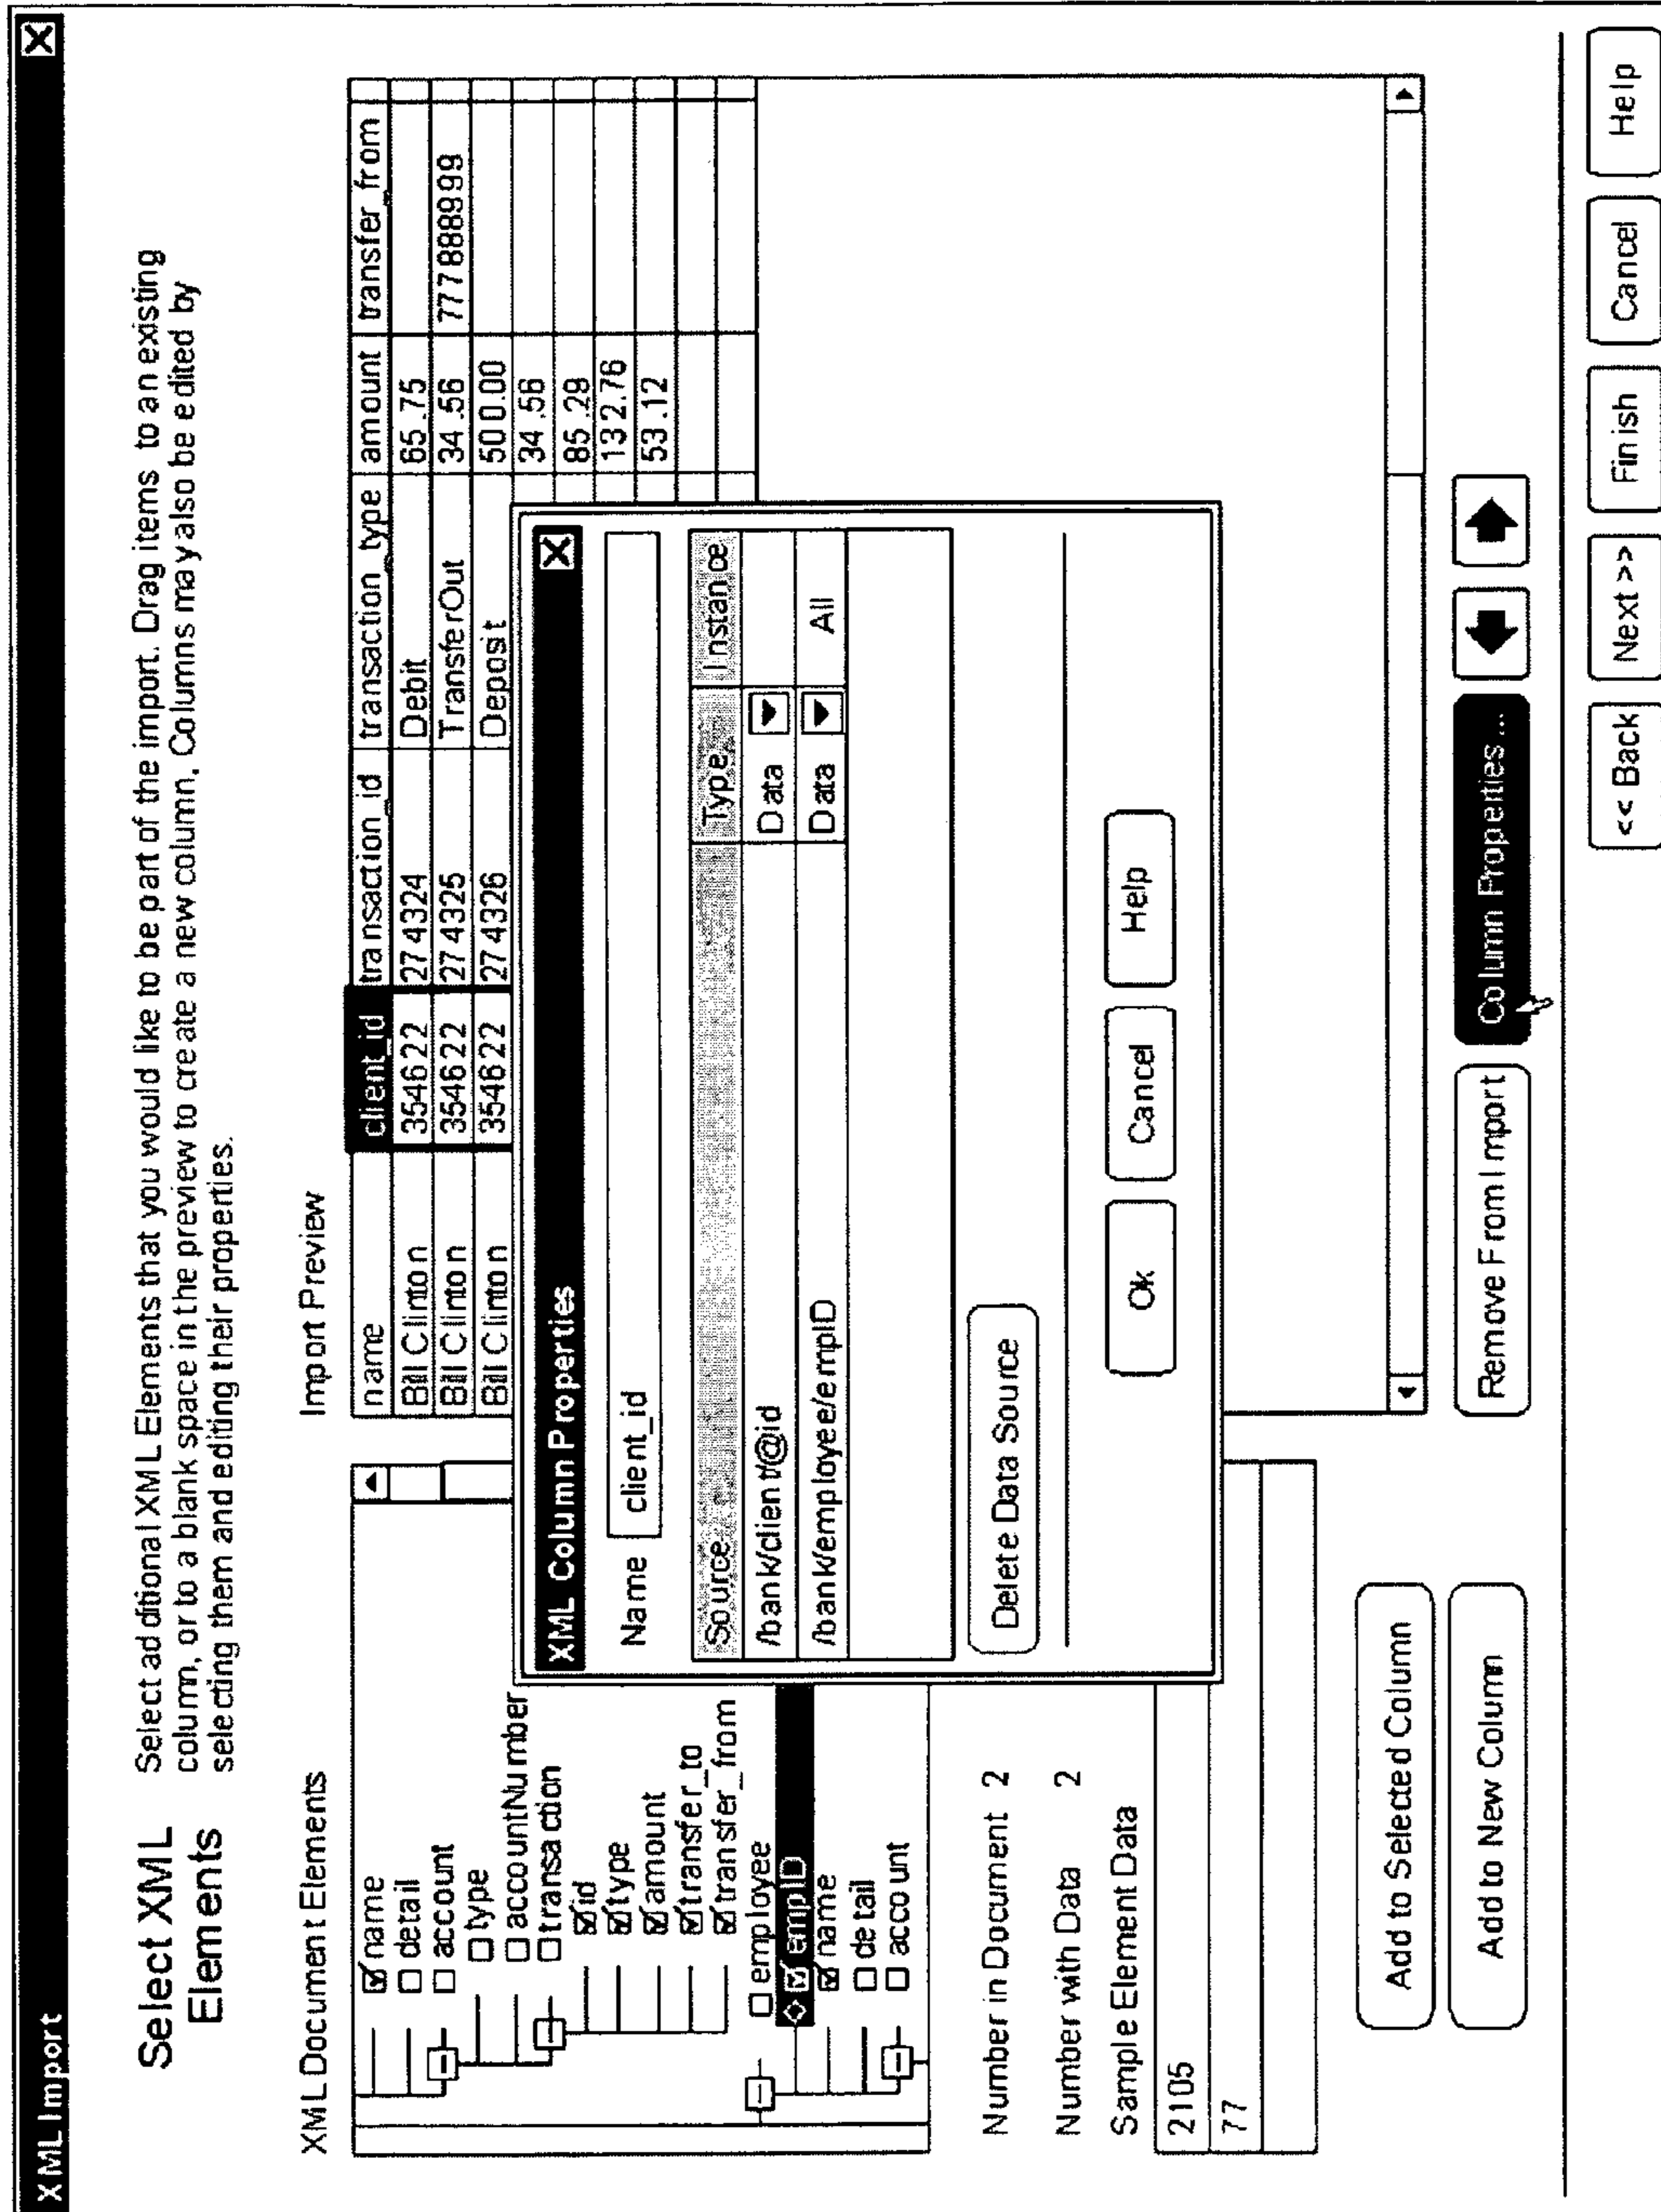 XML Import
Select XML
Elements
Select additional XML Elements that you would like to be part of the import. Drag items to an existing
column, or to a blank space in the preview to create a new column. Columns may also be edited by
selecting them and editing their properties.
XML Document Elements
name
detail
account
type
accountNumber
transaction
id
type
amount
transfer_to
transfer_from
employee
empID
name
detail
account
Number in Document 2
Number with Data 2
Sample Element Data
2105
77
Add to Selected Column
Add to New Column
Import Preview
name client_id transaction_id transaction_type amount transfer_from
Bill Clinton 354622 274324 Debit 65.75
Bill Clinton 354622 274325 TransferOut 34.56 777888999
Bill Clinton 354622 274326 Deposit 500.00
34.56
85.29
132.76
53.12
XML Column Properties
Name client_id
Source Type Instance
/bank/client/@id Data
/bank/employee/empID Data All
Delete Data Source
Ok Cancel Help
Remove From Import Column Properties...
<< Back Next >> Finish Cancel Help